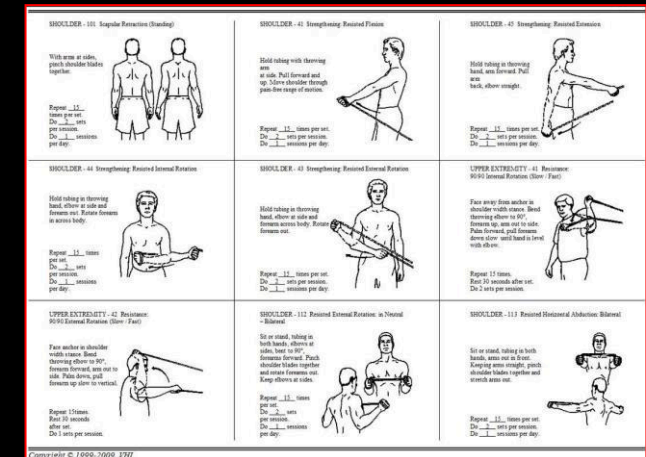 SHOULDER - 101 Scapular Retraction (Standing)
With arms at sides,
pinch shoulder blades
together.
Repeat 15
times per set.
Do 2 sets
per session.
Do 1 sessions
per day.
SHOULDER - 41 Strengthening: Resisted Flexion
Hold tubing with throwing
arm
at side. Pull forward and
up. Move shoulder through
pain-free range of motion.
Repeat 15 times per set.
Do 2 sets per session.
Do 1 sessions per day.
SHOULDER - 45 Strengthening: Resisted Extension
Hold tubing in throwing
hand, arm forward. Pull
arm
back, elbow straight.
Repeat 15 times per set.
Do 2 sets per session.
Do 1 sessions per day.
SHOULDER - 44 Strengthening: Resisted Internal Rotation
Hold tubing in throwing
hand, elbow at side and
forearm out. Rotate forearm
in across body.
Repeat 15 times
per set.
Do 2 sets
per session.
Do 1 sessions
per day.
SHOULDER - 43 Strengthening: Resisted External Rotation
Hold tubing in throwing
hand, elbow at side and
forearm across body. Rotate
forearm out.
Repeat 15 times per set.
Do 2 sets per session.
Do 1 sessions per day.
UPPER EXTREMITY - 41 Resistance:
90/90 Internal Rotation (Slow / Fast)
Face away from anchor in
shoulder width stance. Bend
throwing elbow to 90°,
forearm up, arm out to side.
Palm forward, pull forearm
down slow until hand is level
with elbow.
Repeat 15 times.
Rest 30 seconds after set.
Do 2 sets per session.
UPPER EXTREMITY - 42 Resistance:
90/90 External Rotation (Slow / Fast)
Face anchor in shoulder
width stance. Bend
throwing elbow to 90°,
forearm forward, arm out to
side. Palm down, pull
forearm up slow to vertical.
Repeat 15times.
Rest 30 seconds
after set.
Do 1 sets per session.
SHOULDER - 112 Resisted External Rotation: in Neutral
– Bilateral
Sit or stand, tubing in
both hands, elbows at
sides, bent to 90°,
forearms forward. Pinch
shoulder blades together
and rotate forearms out.
Keep elbows at sides.
Repeat 15 times
per set.
Do 2 sets
per session.
Do 1 sessions
per day.
SHOULDER - 113 Resisted Horizontal Abduction: Bilateral
Sit or stand, tubing in both
hands, arms out in front.
Keeping arms straight, pinch
shoulder blades together and
stretch arms out.
Repeat 15 times per set.
Do 2 sets per session.
Do 1 sessions per day.
Copyright © 1999-2009, VHI